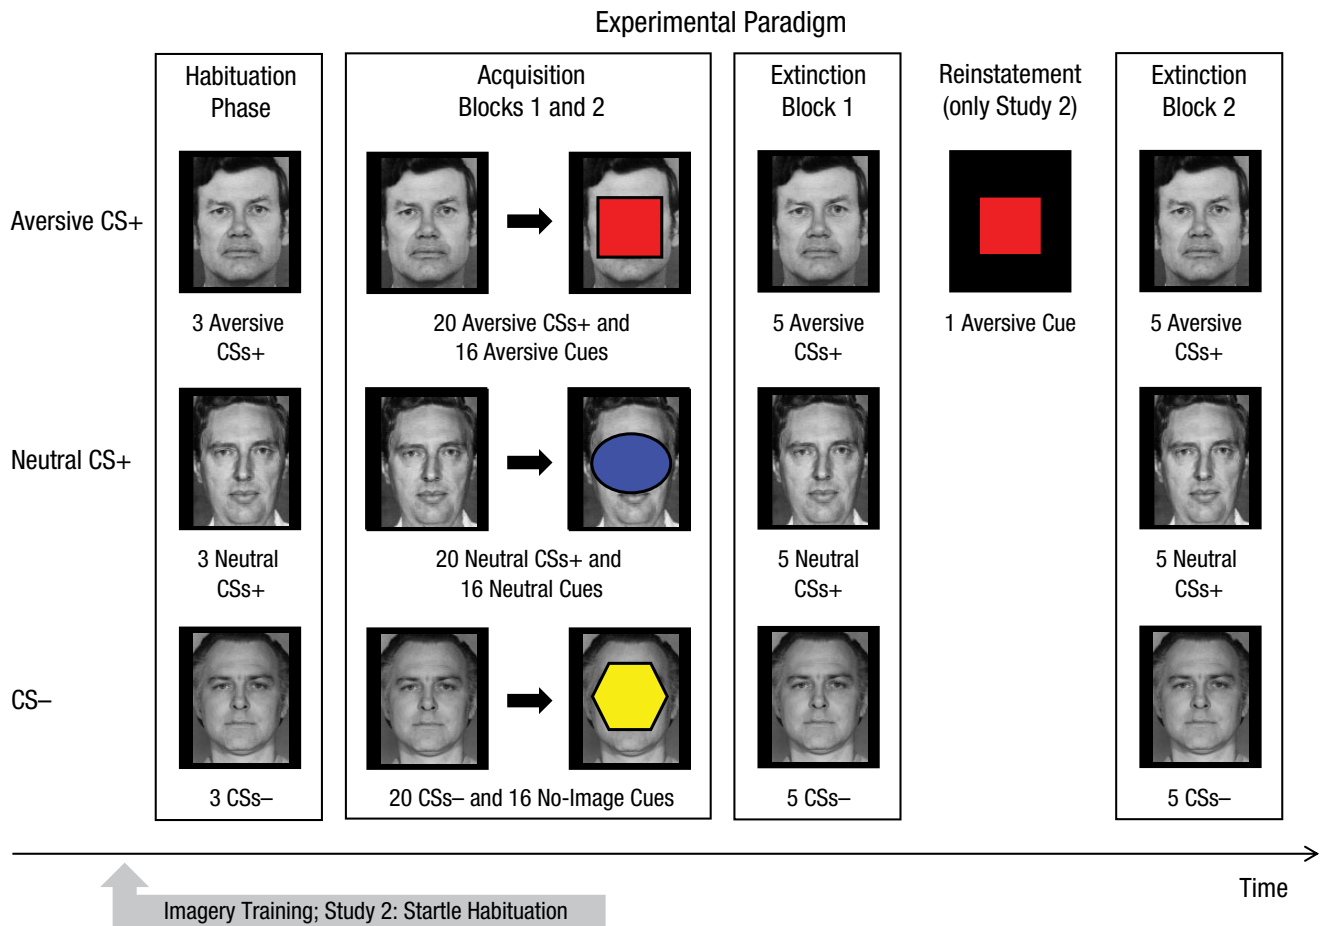 Experimental Paradigm
Habituation
Phase
Acquisition
Blocks 1 and 2
Extinction
Block 1
Reinstatement
(only Study 2)
Extinction
Block 2
Aversive CS+
3 Aversive
CSs+
20 Aversive CSs+ and
16 Aversive Cues
5 Aversive
CSs+
1 Aversive Cue
5 Aversive
CSs+
Neutral CS+
3 Neutral
CSs+
20 Neutral CSs+ and
16 Neutral Cues
5 Neutral
CSs+
5 Neutral
CSs+
CS–
3 CSs–
20 CSs– and 16 No-Image Cues
5 CSs–
5 CSs–
Time
Imagery Training; Study 2: Startle Habituation